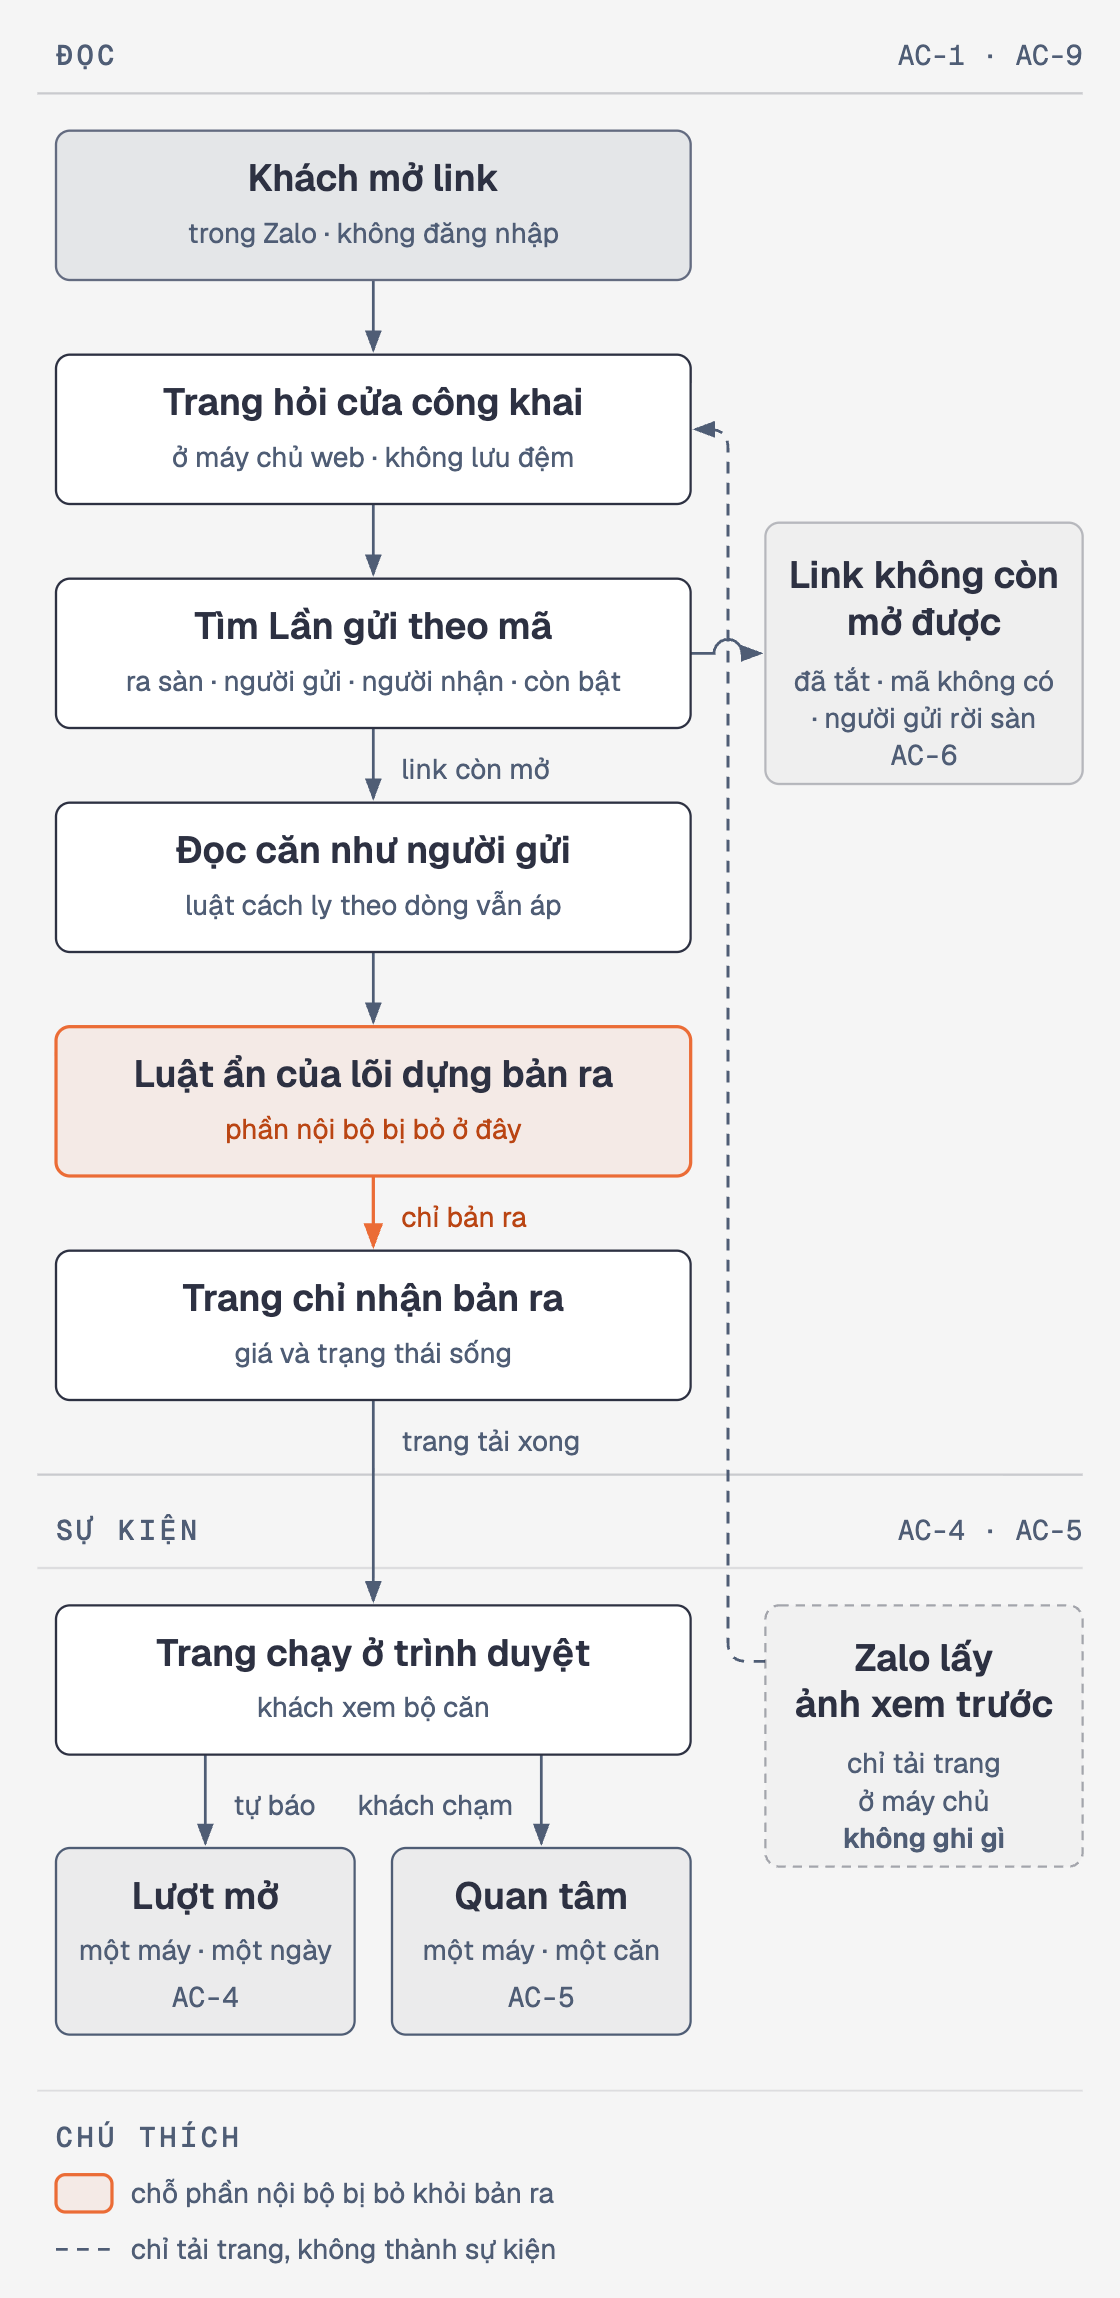 ĐỌC
AC-1 · AC-9
Khách mở link
trong Zalo · không đăng nhập
Trang hỏi cửa công khai
ở máy chủ web · không lưu đệm
Tìm Lần gửi theo mã
ra sàn · người gửi · người nhận · còn bật
Link không còn
mở được
đã tắt · mã không có
· người gửi rời sàn
AC-6
link còn mở
Đọc căn như người gửi
luật cách ly theo dòng vẫn áp
Luật ẩn của lõi dựng bản ra
phần nội bộ bị bỏ ở đây
chỉ bản ra
Trang chỉ nhận bản ra
giá và trạng thái sống
trang tải xong
SỰ KIỆN
AC-4 · AC-5
Trang chạy ở trình duyệt
khách xem bộ căn
Zalo lấy
ảnh xem trước
chỉ tải trang
ở máy chủ
không ghi gì
tự báo
khách chạm
Lượt mở
một máy · một ngày
AC-4
Quan tâm
một máy · một căn
AC-5
CHÚ THÍCH
chỗ phần nội bộ bị bỏ khỏi bản ra
chỉ tải trang, không thành sự kiện